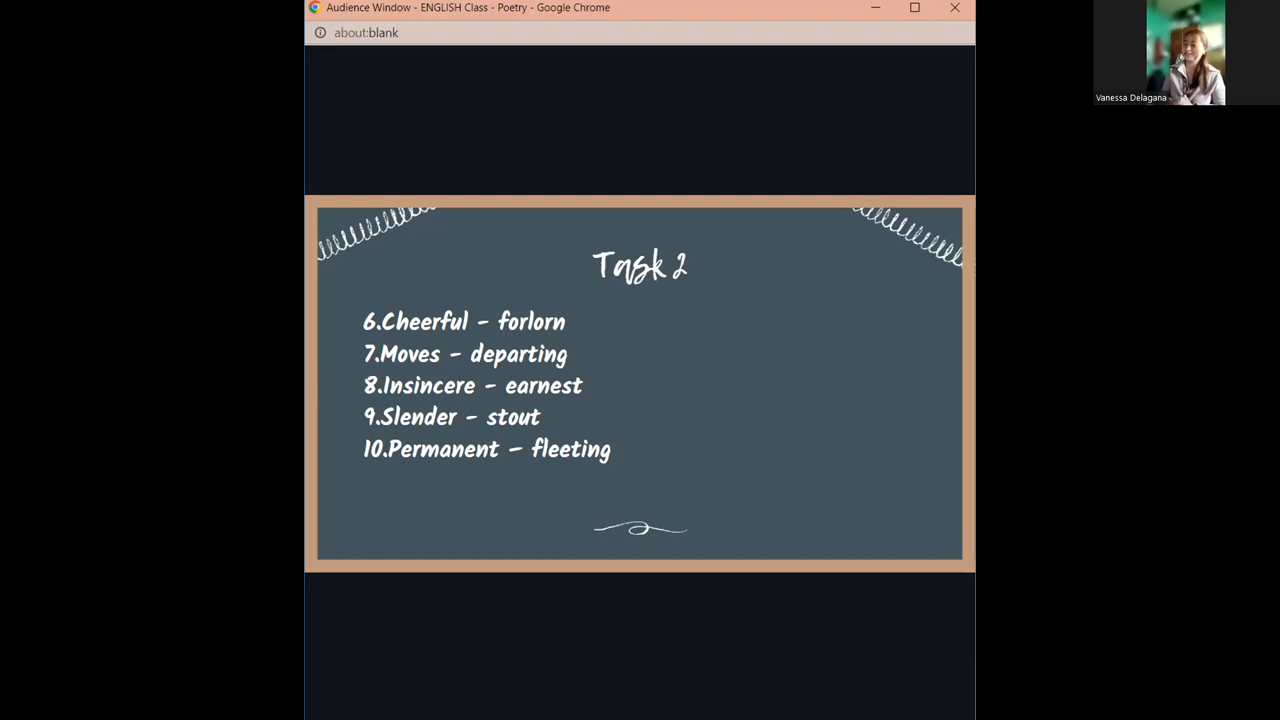 Audience Window - ENGLISH Class - Poetry - Google Chrome
about:blank
Vanessa Delagana
Task 2
6.Cheerful - forlorn
7.Moves - departing
8.Insincere - earnest
9.Slender - stout
10.Permanent – fleeting